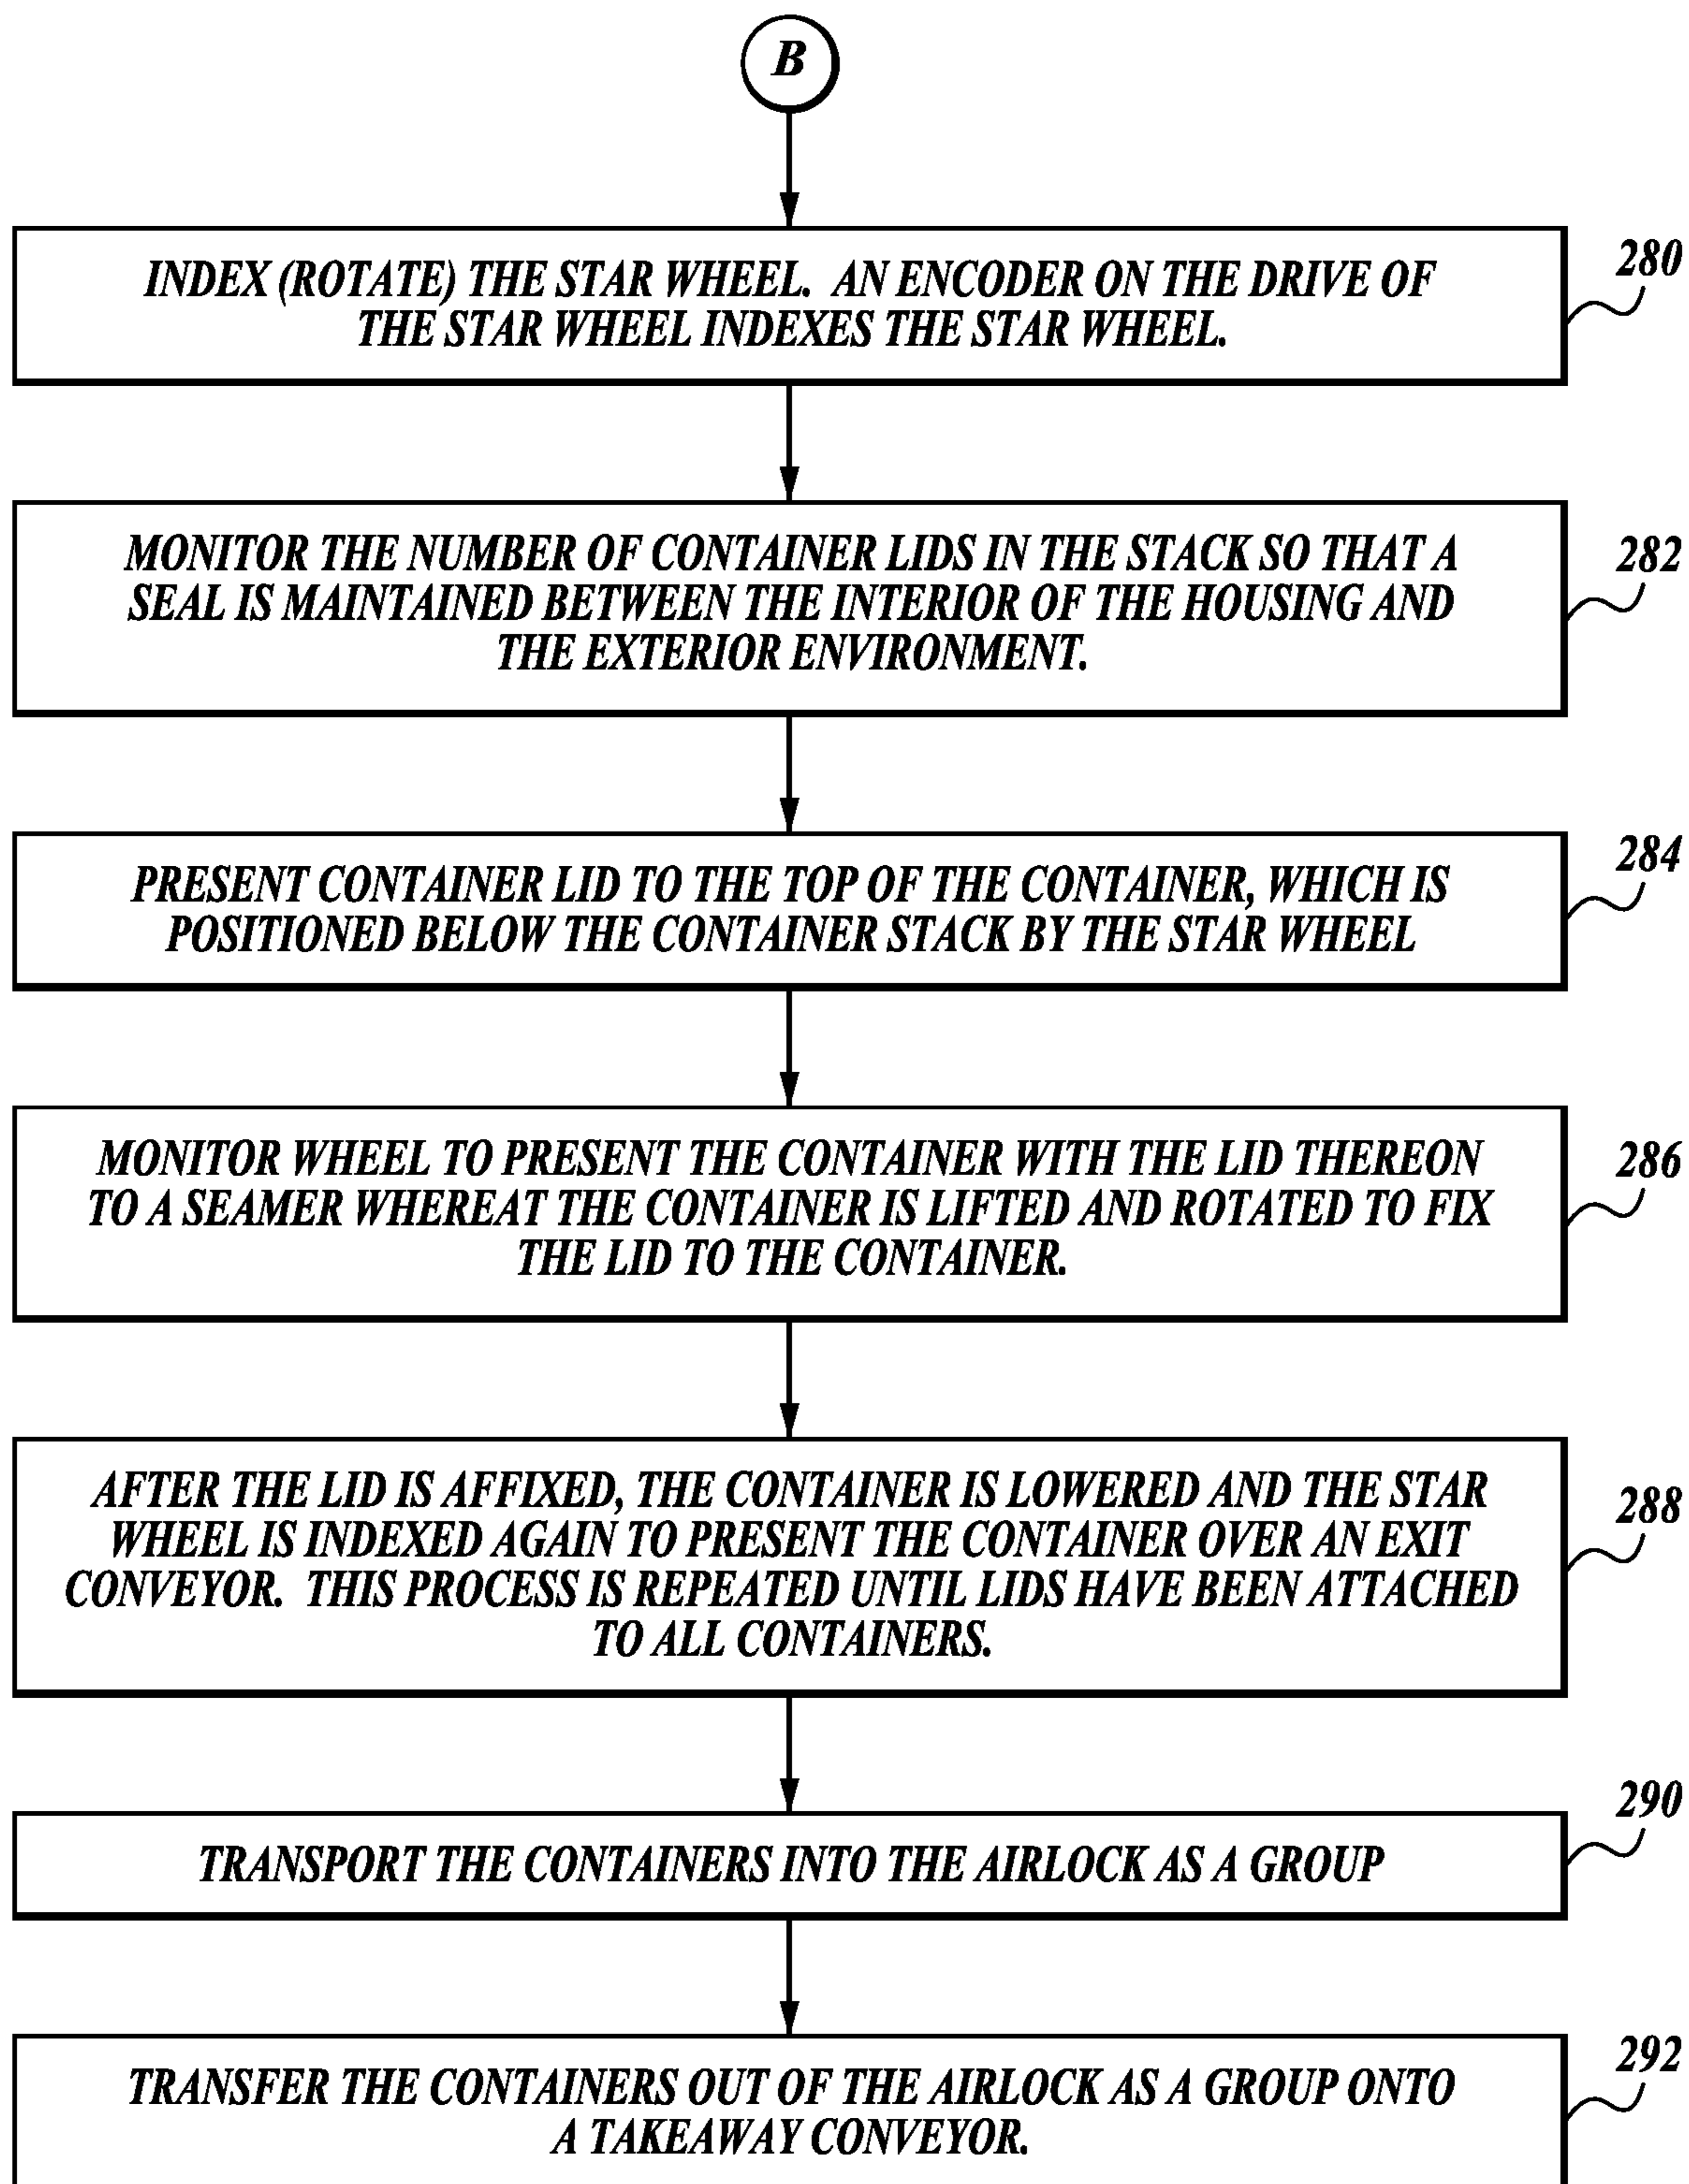 B
INDEX (ROTATE) THE STAR WHEEL. AN ENCODER ON THE DRIVE OF
THE STAR WHEEL INDEXES THE STAR WHEEL.
280
MONITOR THE NUMBER OF CONTAINER LIDS IN THE STACK SO THAT A
SEAL IS MAINTAINED BETWEEN THE INTERIOR OF THE HOUSING AND
THE EXTERIOR ENVIRONMENT.
282
PRESENT CONTAINER LID TO THE TOP OF THE CONTAINER, WHICH IS
POSITIONED BELOW THE CONTAINER STACK BY THE STAR WHEEL
284
MONITOR WHEEL TO PRESENT THE CONTAINER WITH THE LID THEREON
TO A SEAMER WHEREAT THE CONTAINER IS LIFTED AND ROTATED TO FIX
THE LID TO THE CONTAINER.
286
AFTER THE LID IS AFFIXED, THE CONTAINER IS LOWERED AND THE STAR
WHEEL IS INDEXED AGAIN TO PRESENT THE CONTAINER OVER AN EXIT
CONVEYOR. THIS PROCESS IS REPEATED UNTIL LIDS HAVE BEEN ATTACHED
TO ALL CONTAINERS.
288
TRANSPORT THE CONTAINERS INTO THE AIRLOCK AS A GROUP
290
TRANSFER THE CONTAINERS OUT OF THE AIRLOCK AS A GROUP ONTO
A TAKEAWAY CONVEYOR.
292